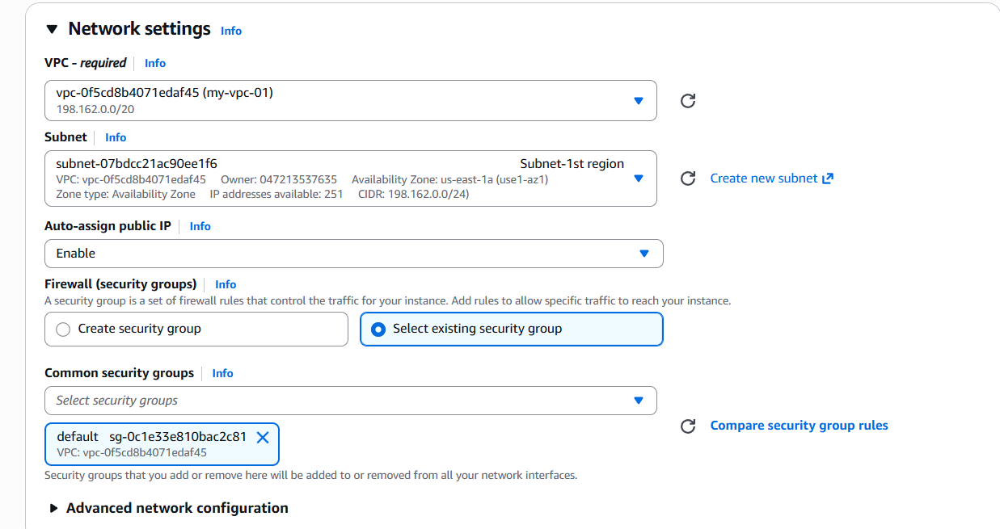 Network settings Info
VPC - required Info
vpc-0f5cd8b4071edaf45 (my-vpc-01)
198.162.0.0/20
Subnet Info
subnet-07bdcc21ac90ee1f6 Subnet-1st region
VPC: vpc-0f5cd8b4071edaf45 Owner: 047213537635 Availability Zone: us-east-1a (use1-az1)
Zone type: Availability Zone IP addresses available: 251 CIDR: 198.162.0.0/24)
Create new subnet
Auto-assign public IP Info
Enable
Firewall (security groups) Info
A security group is a set of firewall rules that control the traffic for your instance. Add rules to allow specific traffic to reach your instance.
Create security group Select existing security group
Common security groups Info
Select security groups
default sg-0c1e33e810bac2c81
VPC: vpc-0f5cd8b4071edaf45
Compare security group rules
Security groups that you add or remove here will be added to or removed from all your network interfaces.
Advanced network configuration